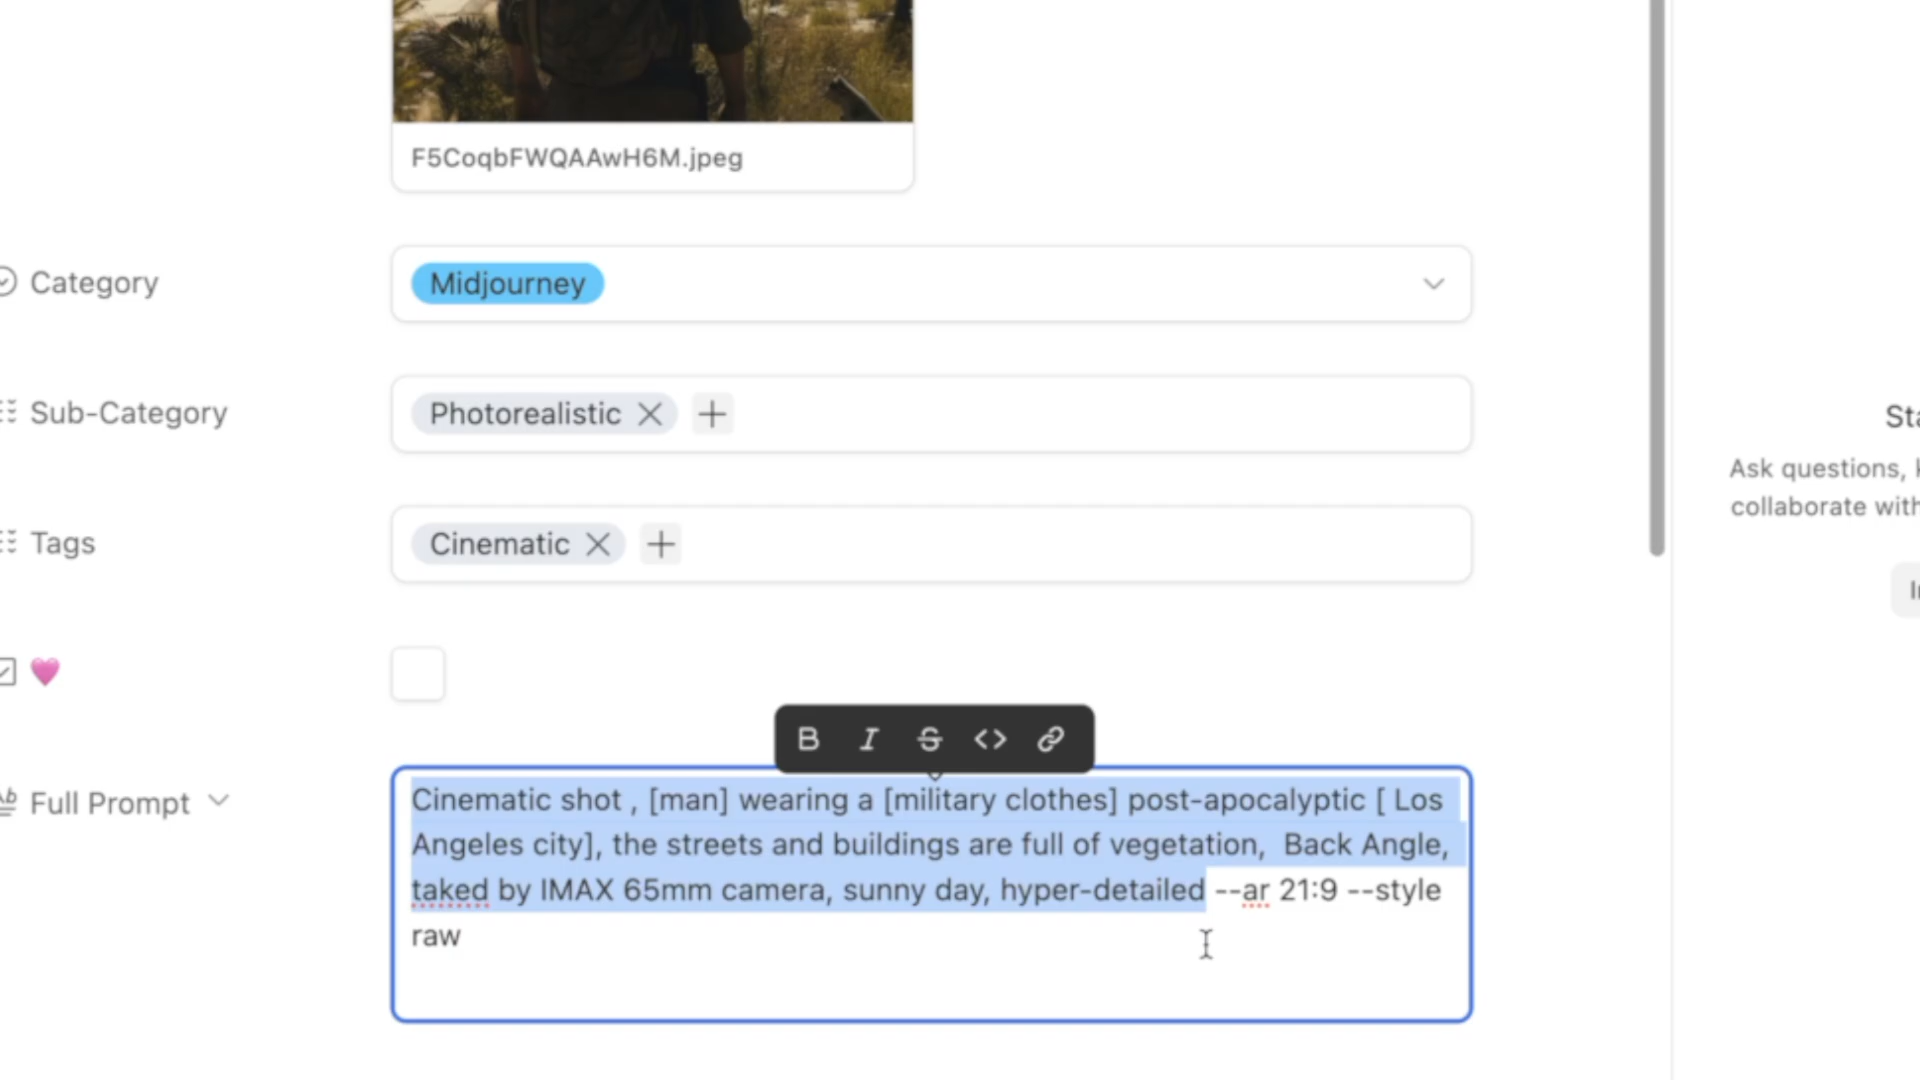 F5CoqbFWQAAwH6M.jpeg
Category
Midjourney
Sub-Category
Photorealistic
Tags
Cinematic
Full Prompt
Cinematic shot , [man] wearing a [military clothes] post-apocalyptic [ Los
Angeles city], the streets and buildings are full of vegetation,  Back Angle,
taked by IMAX 65mm camera, sunny day, hyper-detailed --ar 21:9 --style
raw
Ask questions,
collaborate with